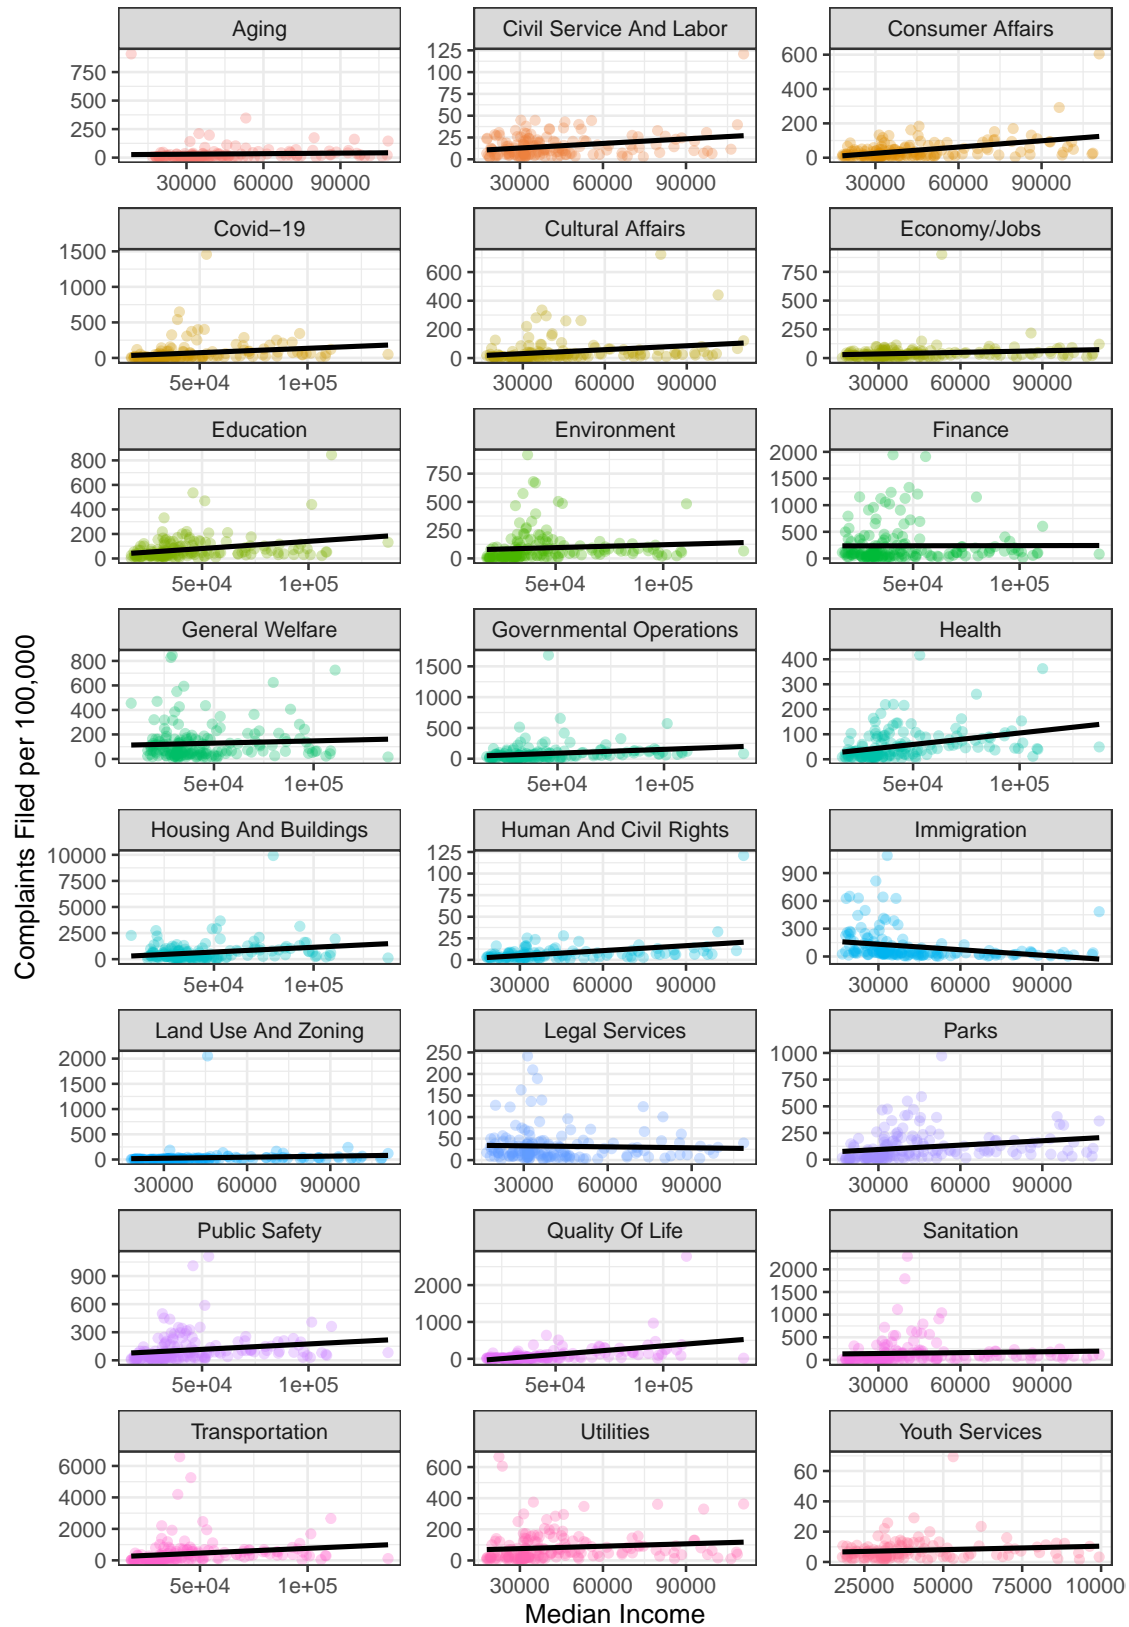 Aging
Civil Service And Labor
Consumer Affairs
750
500
250
0
125
100
75
50
25
0
600
400
200
0
30000 60000 90000
30000 60000 90000
30000 60000 90000
Covid−19
Cultural Affairs
Economy/Jobs
1500
1000
500
0
600
400
200
0
750
500
250
0
5e+04 1e+05
30000 60000 90000
30000 60000 90000
Education
Environment
Finance
800
600
400
200
0
750
500
250
0
2000
1500
1000
500
0
5e+04 1e+05
5e+04 1e+05
5e+04 1e+05
General Welfare
Governmental Operations
Health
800
600
400
200
0
1500
1000
500
0
400
300
200
100
0
5e+04 1e+05
5e+04 1e+05
5e+04 1e+05
Complaints Filed per 100,000
Housing And Buildings
Human And Civil Rights
Immigration
10000
7500
5000
2500
0
125
100
75
50
25
0
900
600
300
0
5e+04 1e+05
30000 60000 90000
30000 60000 90000
Land Use And Zoning
Legal Services
Parks
2000
1500
1000
500
0
250
200
150
100
50
0
1000
750
500
250
0
30000 60000 90000
30000 60000 90000
30000 60000 90000
Public Safety
Quality Of Life
Sanitation
900
600
300
0
2000
1000
0
2000
1500
1000
500
0
5e+04 1e+05
5e+04 1e+05
30000 60000 90000
Transportation
Utilities
Youth Services
6000
4000
2000
0
600
400
200
0
60
40
20
0
5e+04 1e+05
30000 60000 90000
25000 50000 75000 10000
Median Income